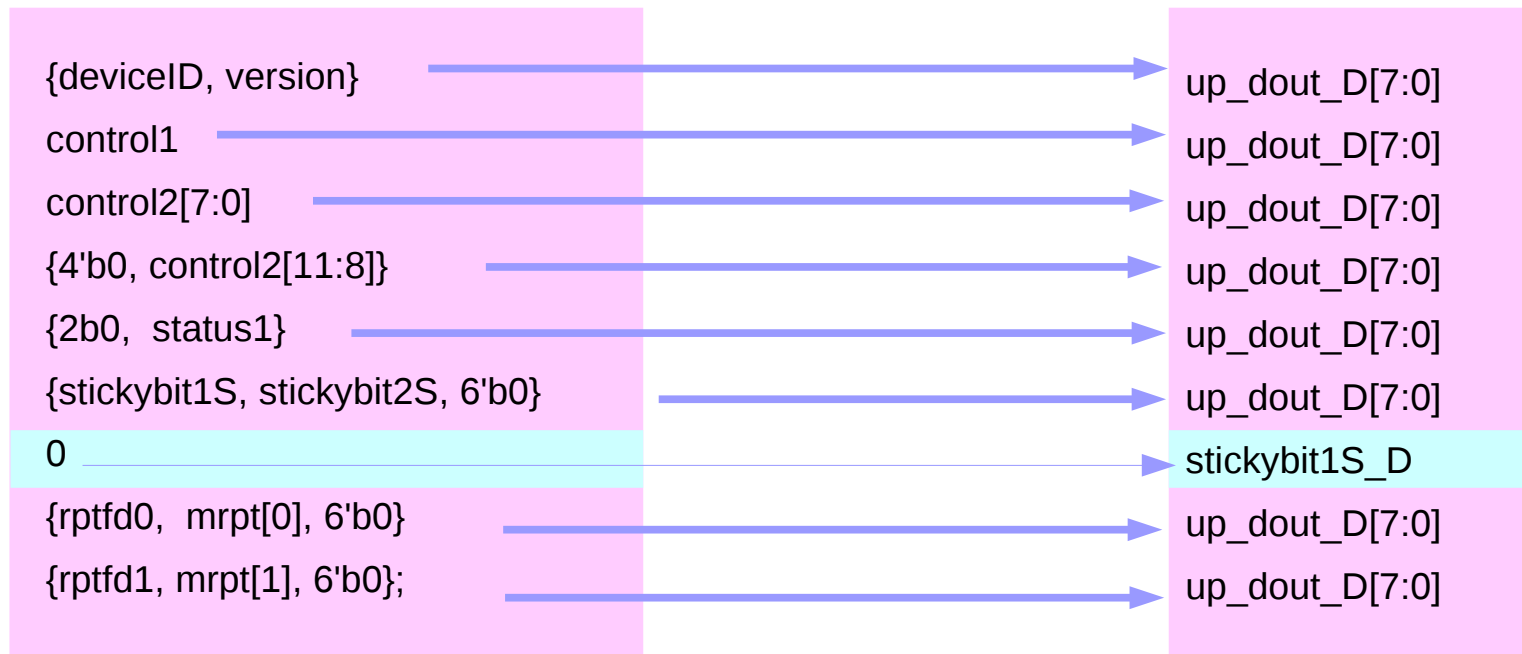 {deviceID, version} up_dout_D[7:0]
control1 up_dout_D[7:0]
control2[7:0] up_dout_D[7:0]
{4'b0, control2[11:8]} up_dout_D[7:0]
{2b0, status1} up_dout_D[7:0]
{stickybit1S, stickybit2S, 6'b0} up_dout_D[7:0]
0 stickybit1S_D
{rptfd0, mrpt[0], 6'b0} up_dout_D[7:0]
{rptfd1, mrpt[1], 6'b0}; up_dout_D[7:0]